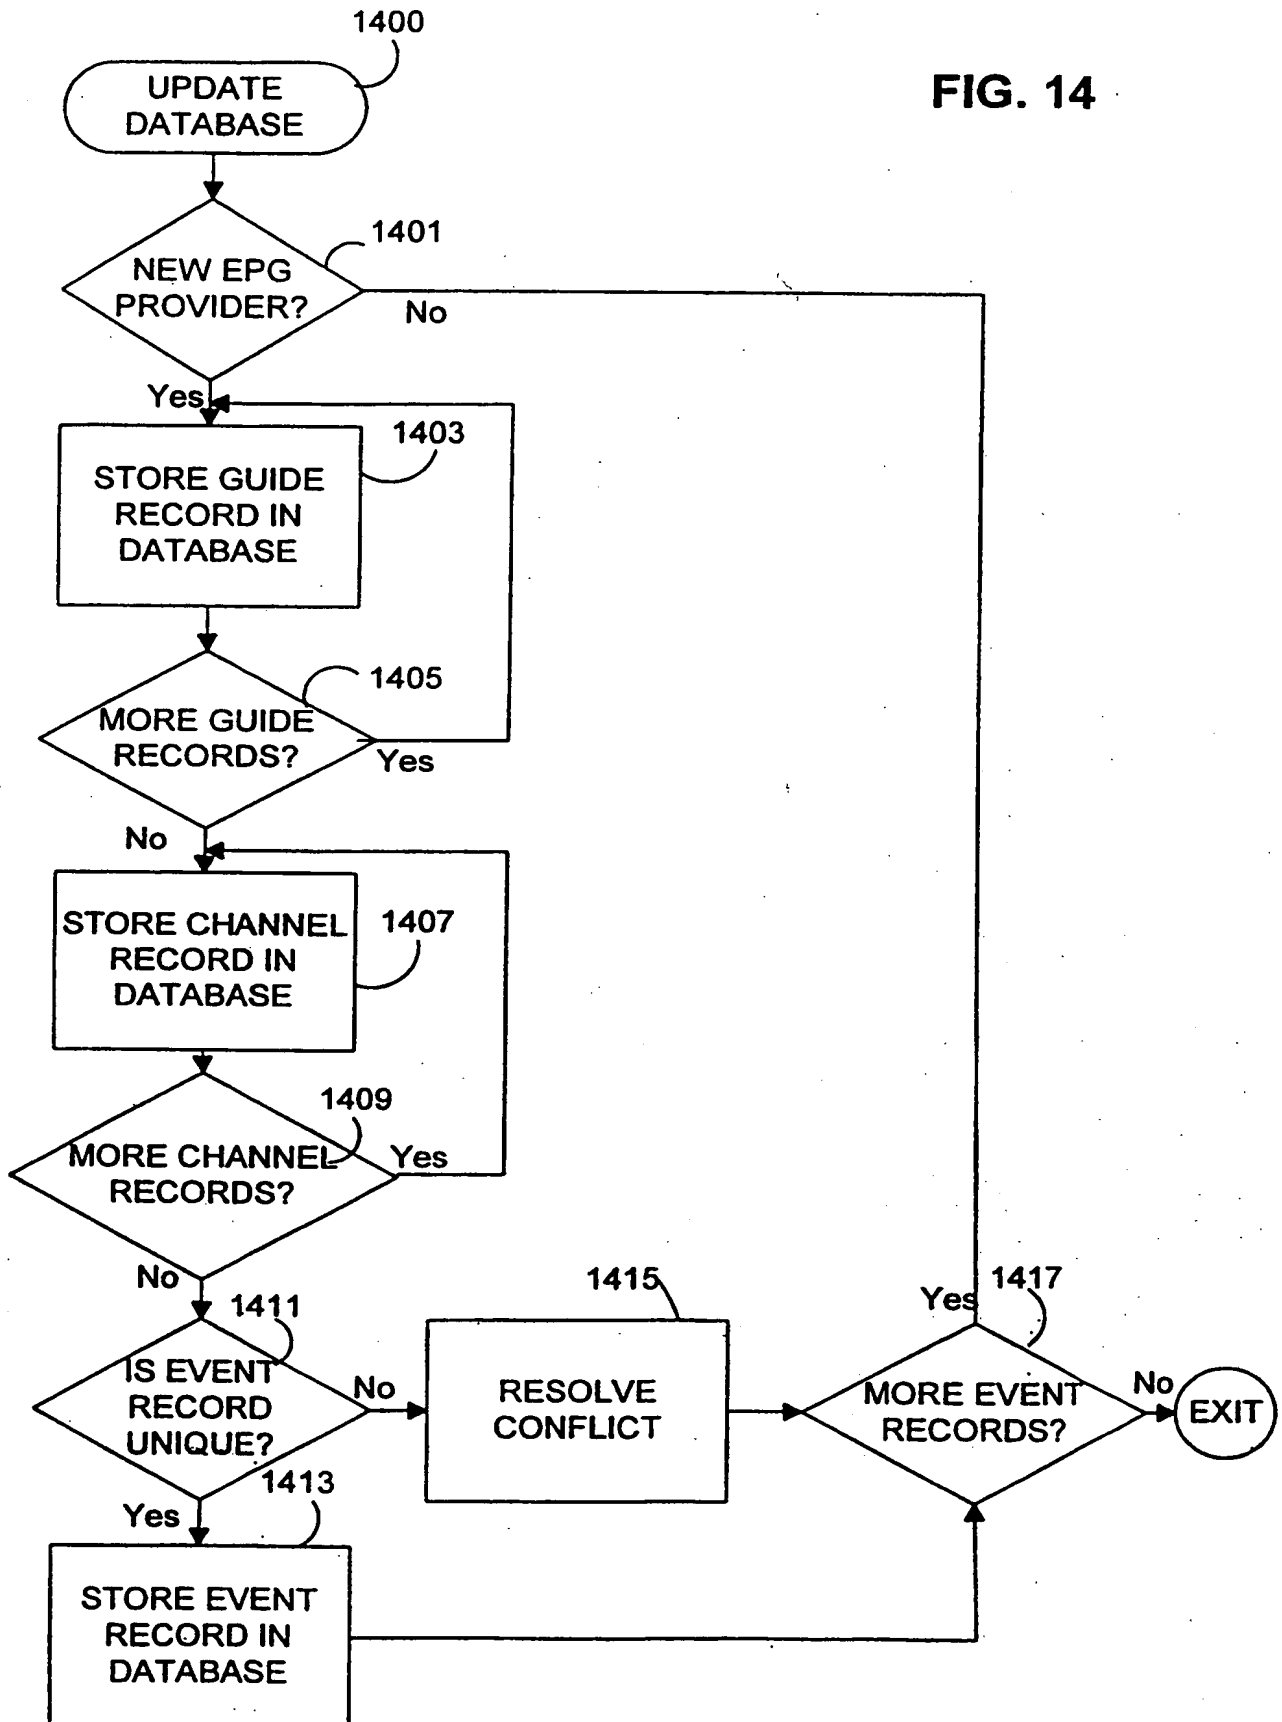 1400
UPDATE
DATABASE
FIG. 14
1401
NEW EPG
PROVIDER?
No
Yes
1403
STORE GUIDE
RECORD IN
DATABASE
1405
MORE GUIDE
RECORDS?
Yes
No
STORE CHANNEL
RECORD IN
DATABASE
1407
1409
MORE CHANNEL
RECORDS?
Yes
No
1411
IS EVENT
RECORD
UNIQUE?
No
1415
RESOLVE
CONFLICT
Yes
1417
MORE EVENT
RECORDS?
No
EXIT
Yes
1413
STORE EVENT
RECORD IN
DATABASE